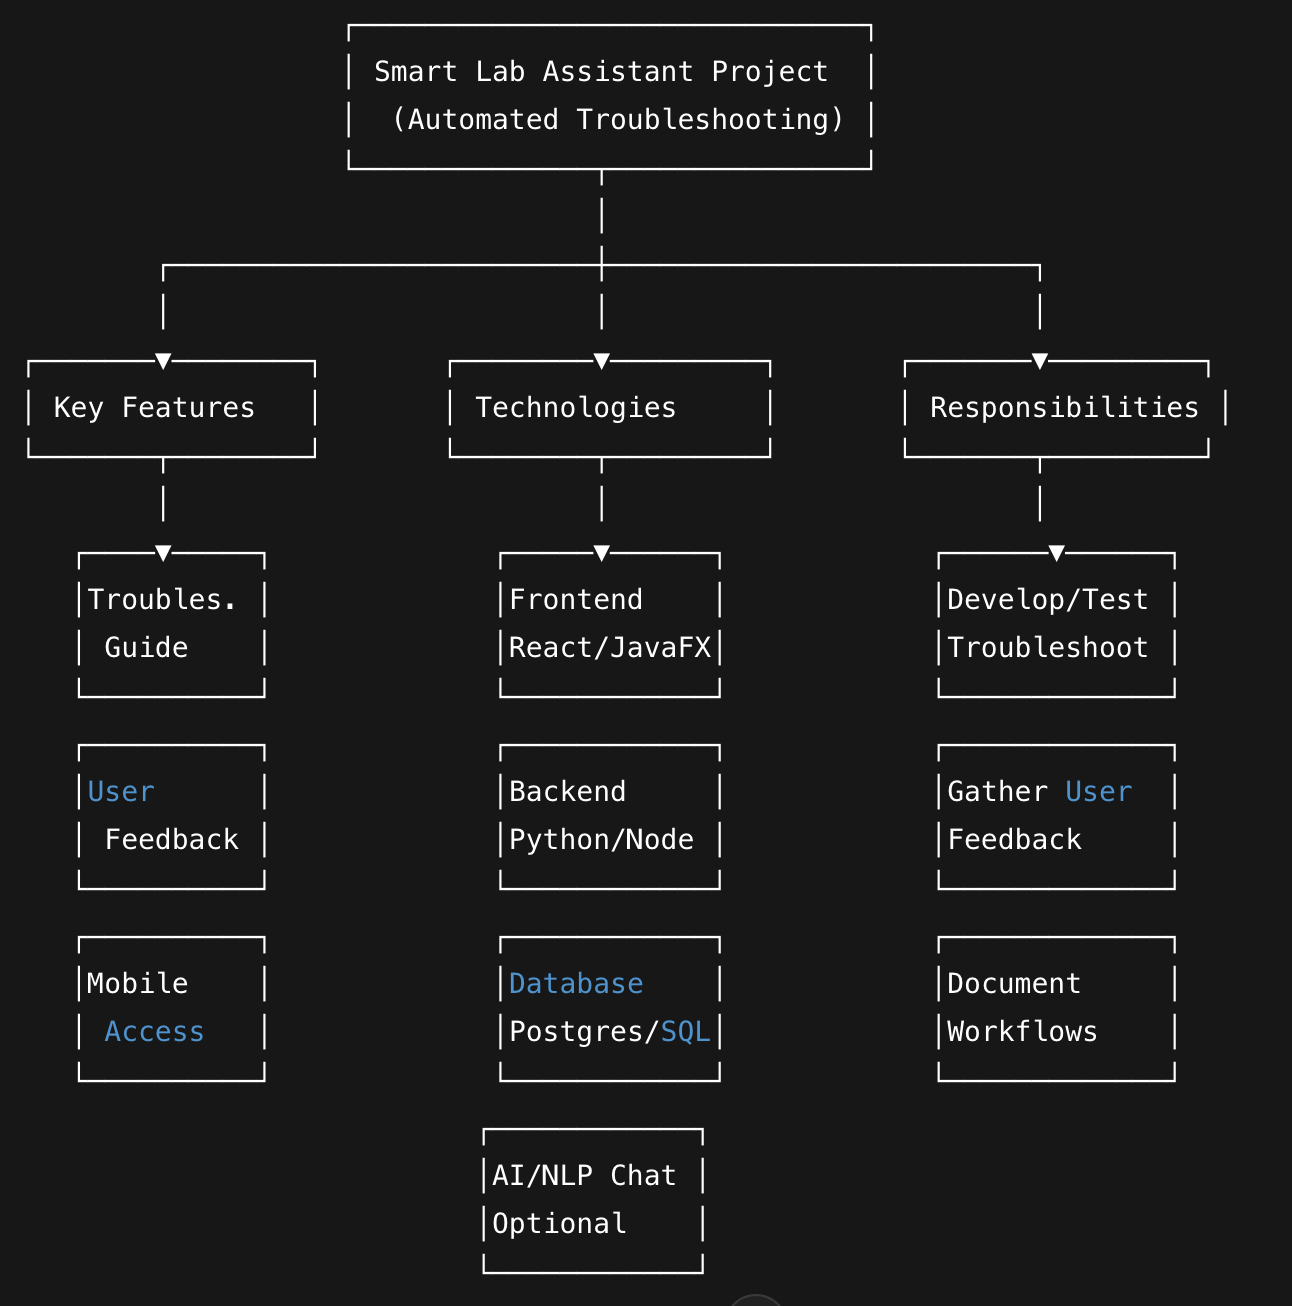 Smart Lab Assistant Project
(Automated Troubleshooting)
Key Features
Technologies
Responsibilities
Troubles.
Guide
Frontend
React/JavaFX
Develop/Test
Troubleshoot
User
Feedback
Backend
Python/Node
Gather User
Feedback
Mobile
Access
Database
Postgres/SQL
Document
Workflows
AI/NLP Chat
Optional